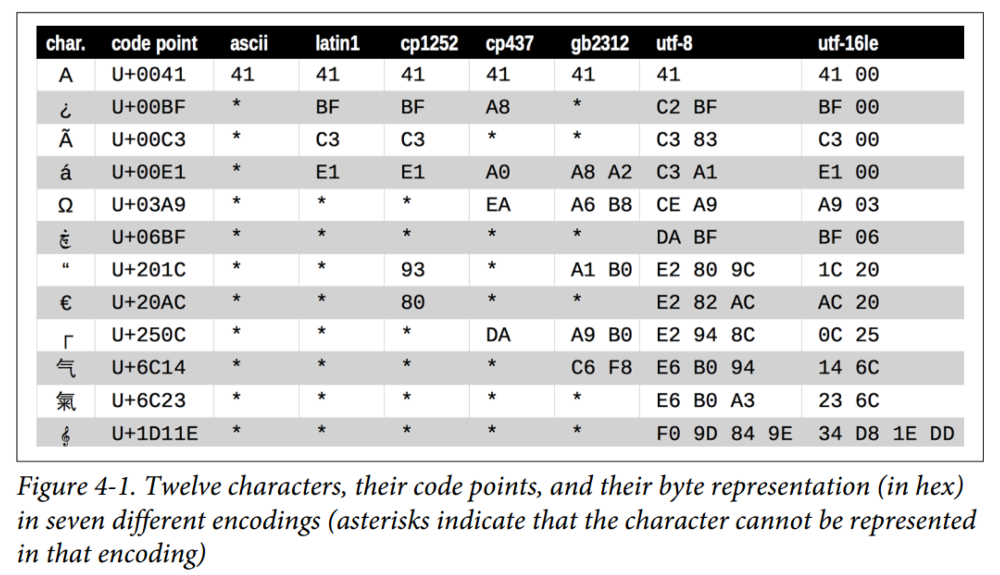 char. code point ascii latin1 cp1252 cp437 gb2312 utf-8 utf-16le
A U+0041 41 41 41 41 41 41 41 00
¿ U+00BF * BF BF A8 * C2 BF BF 00
Ã U+00C3 * C3 C3 * * C3 83 C3 00
á U+00E1 * E1 E1 A0 A8 A2 C3 A1 E1 00
Ω U+03A9 * * * EA A6 B8 CE A9 A9 03
ڿ U+06BF * * * * * DA BF BF 06
“ U+201C * * 93 * A1 B0 E2 80 9C 1C 20
€ U+20AC * * 80 * * E2 82 AC AC 20
┌ U+250C * * * DA A9 B0 E2 94 8C 0C 25
气 U+6C14 * * * * C6 F8 E6 B0 94 14 6C
氣 U+6C23 * * * * * E6 B0 A3 23 6C
𝄞 U+1D11E * * * * * F0 9D 84 9E 34 D8 1E DD
Figure 4-1. Twelve characters, their code points, and their byte representation (in hex)
in seven different encodings (asterisks indicate that the character cannot be represented
in that encoding)